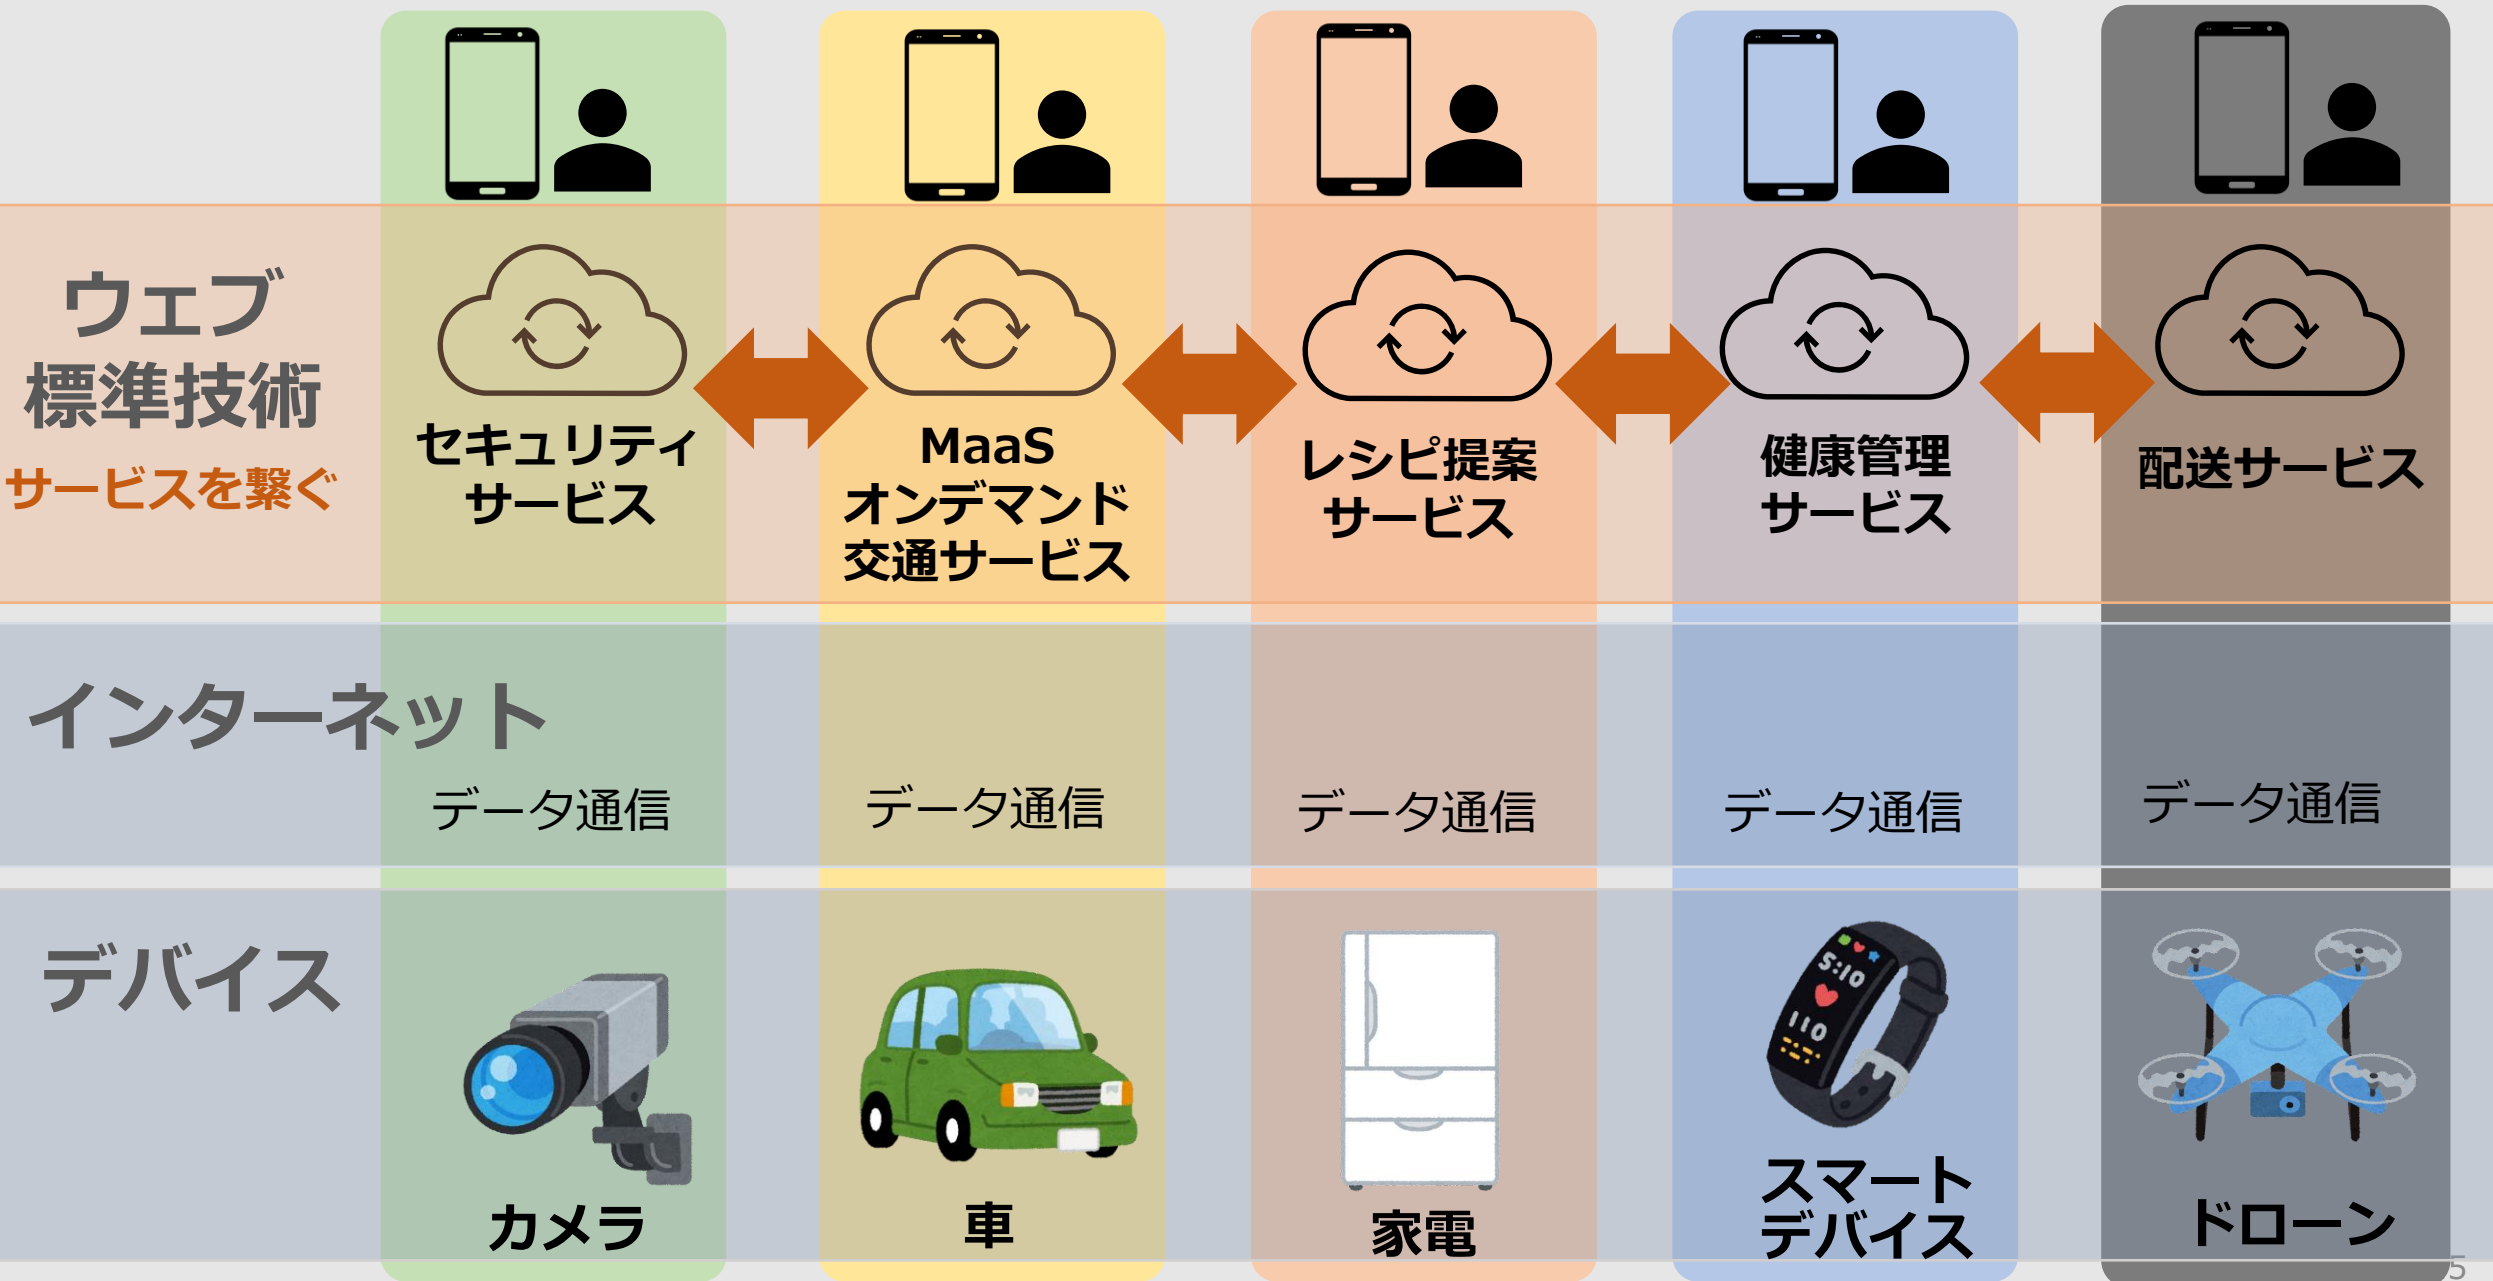 ウェブ
標準技術
サービスを繋ぐ
セキュリティ
サービス
MaaS
オンデマンド
交通サービス
レシピ提案
サービス
健康管理
サービス
配送サービス
インターネット
データ通信
データ通信
データ通信
データ通信
データ通信
デバイス
5:10
110
カメラ
車
家電
スマート
デバイス
ドローン
5